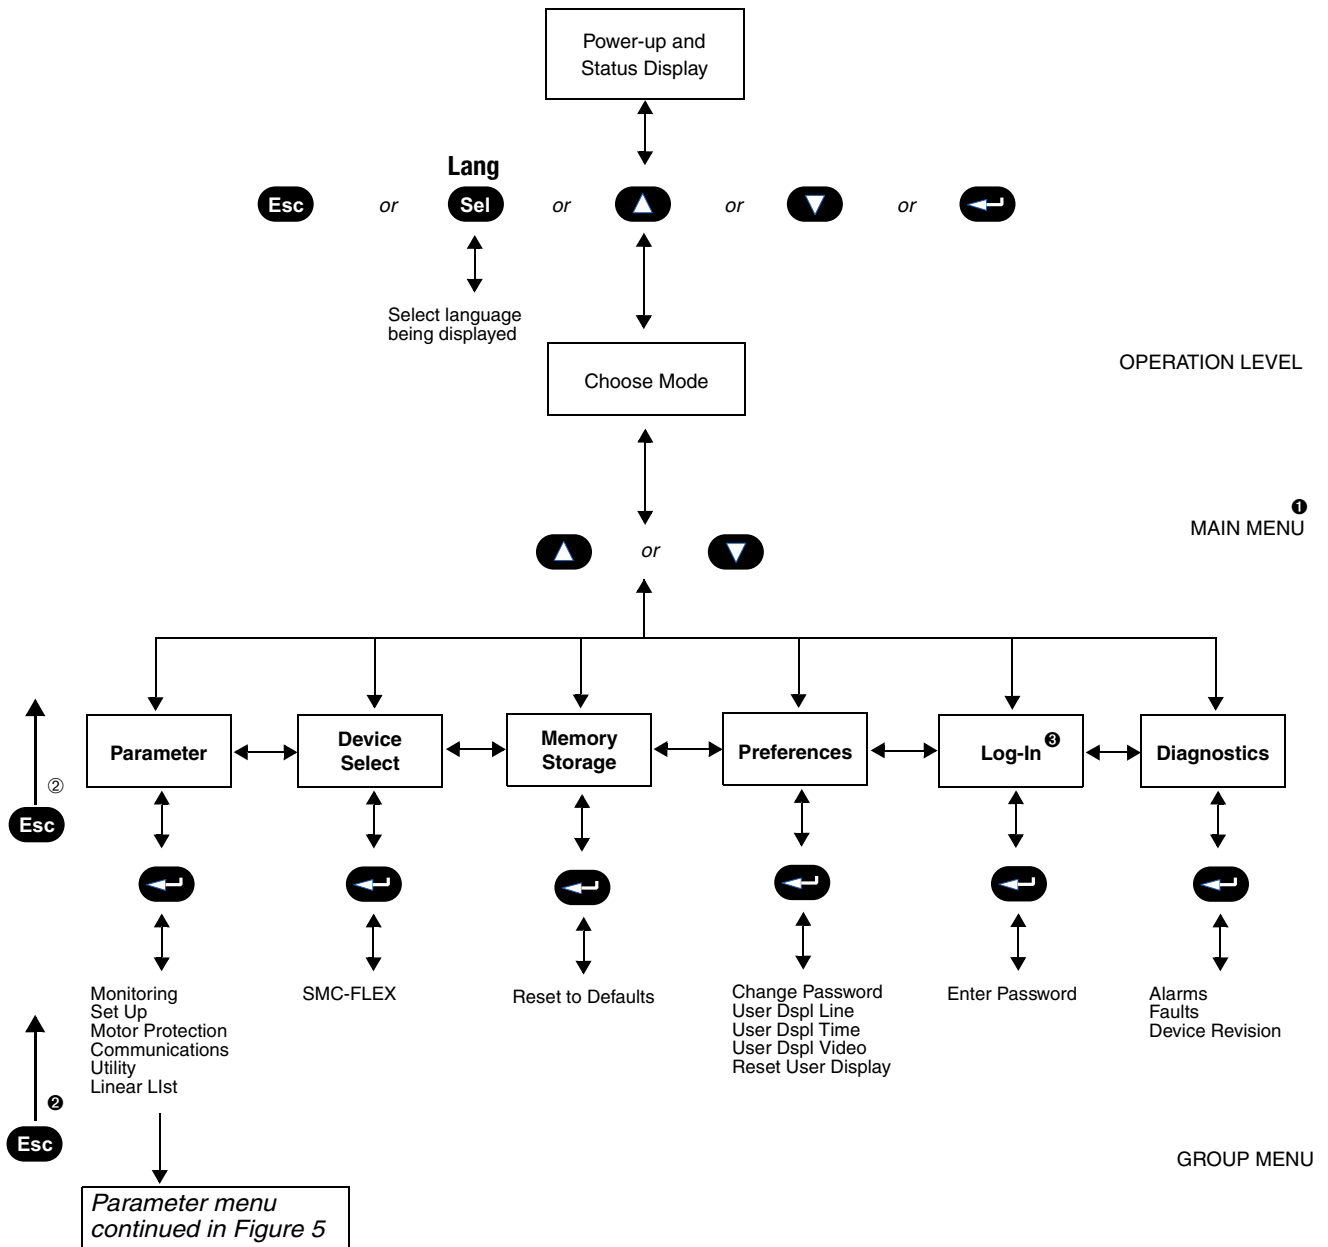 Power-up and
Status Display
Lang
Esc or Sel or or or
Select language
being displayed
OPERATION LEVEL
Choose Mode
❶
MAIN MENU
or
Parameter
Device
Select
Memory
Storage
Preferences
Log-In ❸
Diagnostics
②
Esc
Monitoring
Set Up
Motor Protection
Communications
Utility
Linear LIst
SMC-FLEX
Reset to Defaults
Change Password
User Dspl Line
User Dspl Time
User Dspl Video
Reset User Display
Enter Password
Alarms
Faults
Device Revision
❷
Esc
GROUP MENU
Parameter menu
continued in Figure 5